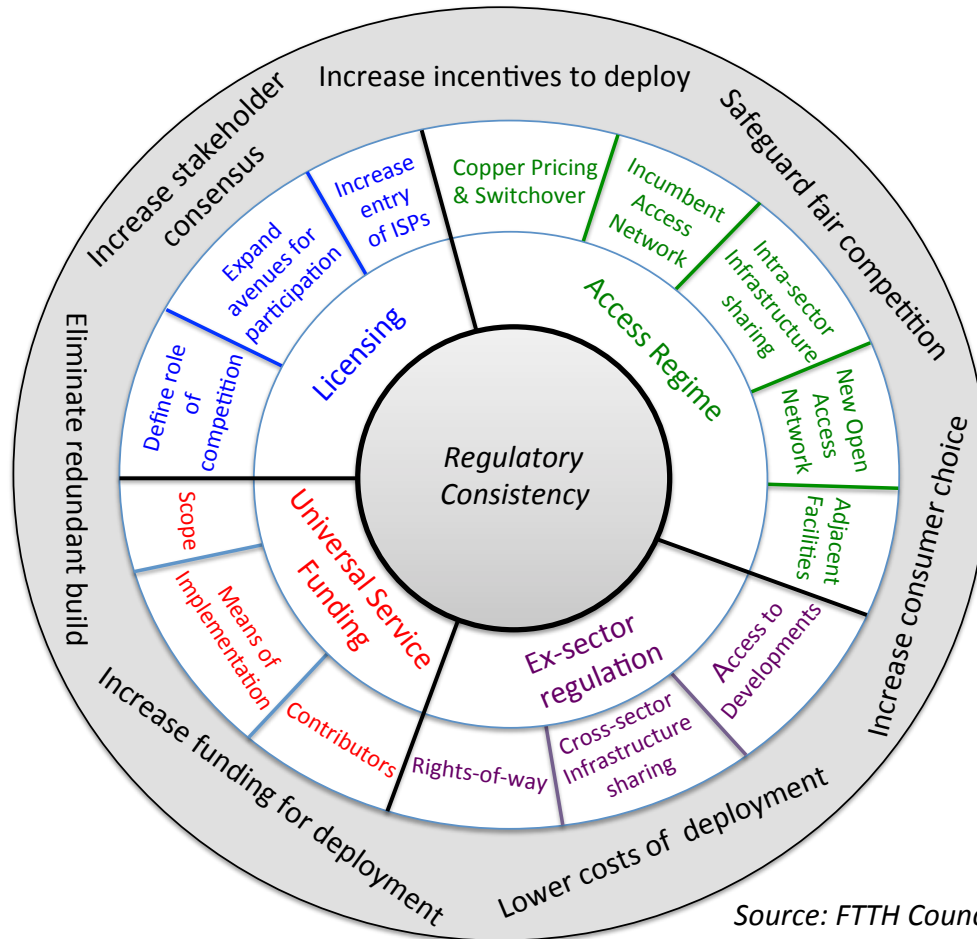 Increase incentives to deploy
Safeguard fair competition
Increase consumer choice
Lower costs of deployment
Increase funding for deployment
Eliminate redundant build
Increase stakeholder
consensus
Copper Pricing
& Switchover
Incumbent
Access
Network
Intra-sector
Infrastructure
sharing
New Open
Access
Network
Adjacent
Facilities
Access to
Developments
Cross-sector
Infrastructure
sharing
Rights-of-way
Contributors
Means of
Implementation
Scope
Define role
of
competition
Expand
avenues for
participation
Increase
entry
of ISPs
Licensing
Access Regime
Ex-sector
regulation
Universal Service
Funding
Regulatory
Consistency
Source: FTTH Counc